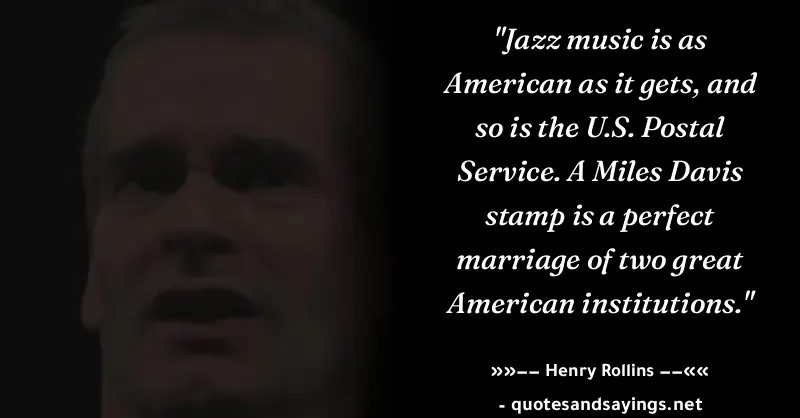 "Jazz music is as
American as it gets, and
so is the U.S. Postal
Service. A Miles Davis
stamp is a perfect
marriage of two great
American institutions."
»»–– Henry Rollins ––««
- quotesandsayings.net